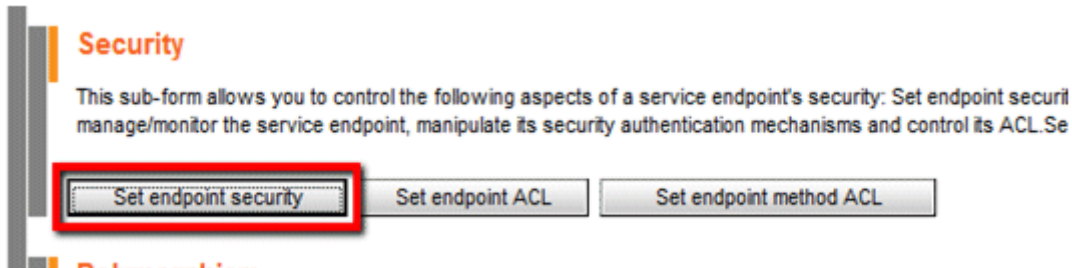 Security
This sub-form allows you to control the following aspects of a service endpoint's security: Set endpoint
manage/monitor the service endpoint, manipulate its security authentication mechanisms and control its ACL.Se
Set endpoint security Set endpoint ACL Set endpoint method ACL